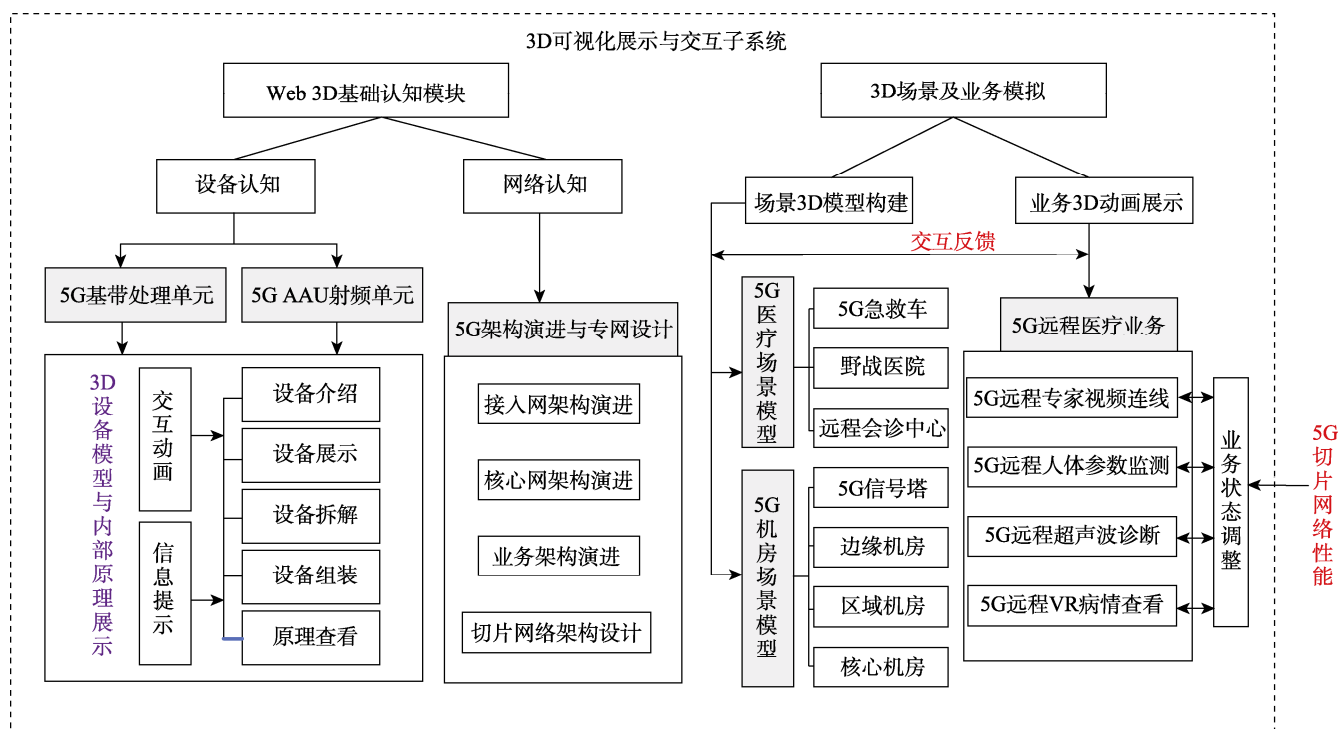 3D可视化展示与交互子系统
Web 3D基础认知模块
3D场景及业务模拟
设备认知
网络认知
场景3D模型构建
业务3D动画展示
交互反馈
5G基带处理单元
5G AAU射频单元
5G架构演进与专网设计
5G医疗场景模型
5G远程医疗业务
3D设备模型与内部原理展示
交互动画
信息提示
设备介绍
设备展示
设备拆解
设备组装
原理查看
接入网架构演进
核心网架构演进
业务架构演进
切片网络架构设计
5G急救车
野战医院
远程会诊中心
5G机房场景模型
5G信号塔
边缘机房
区域机房
核心机房
5G远程专家视频连线
5G远程人体参数监测
5G远程超声波诊断
5G远程VR病情查看
业务状态调整
5G切片网络性能